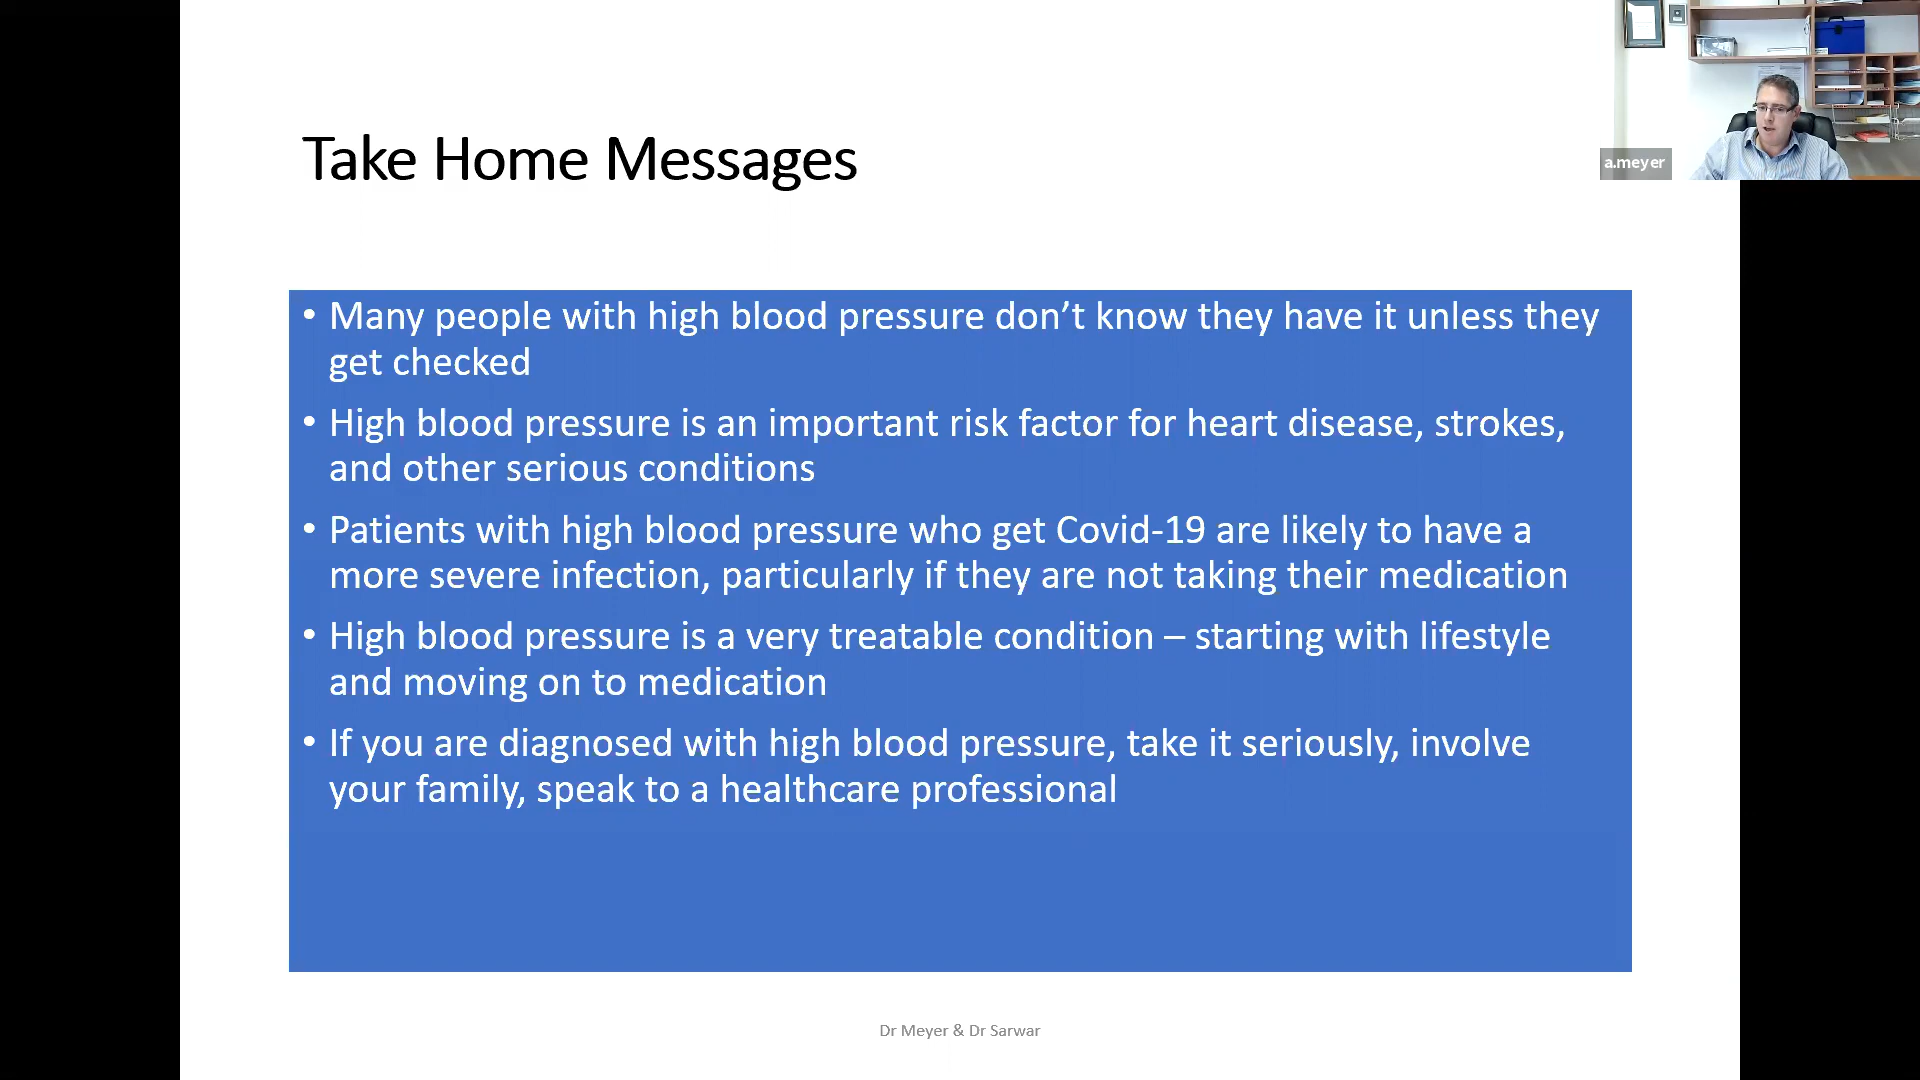 Take Home Messages
a.meyer
• Many people with high blood pressure don’t know they have it unless they
get checked
• High blood pressure is an important risk factor for heart disease, strokes,
and other serious conditions
• Patients with high blood pressure who get Covid-19 are likely to have a
more severe infection, particularly if they are not taking their medication
• High blood pressure is a very treatable condition – starting with lifestyle
and moving on to medication
• If you are diagnosed with high blood pressure, take it seriously, involve
your family, speak to a healthcare professional
Dr Meyer & Dr Sarwar